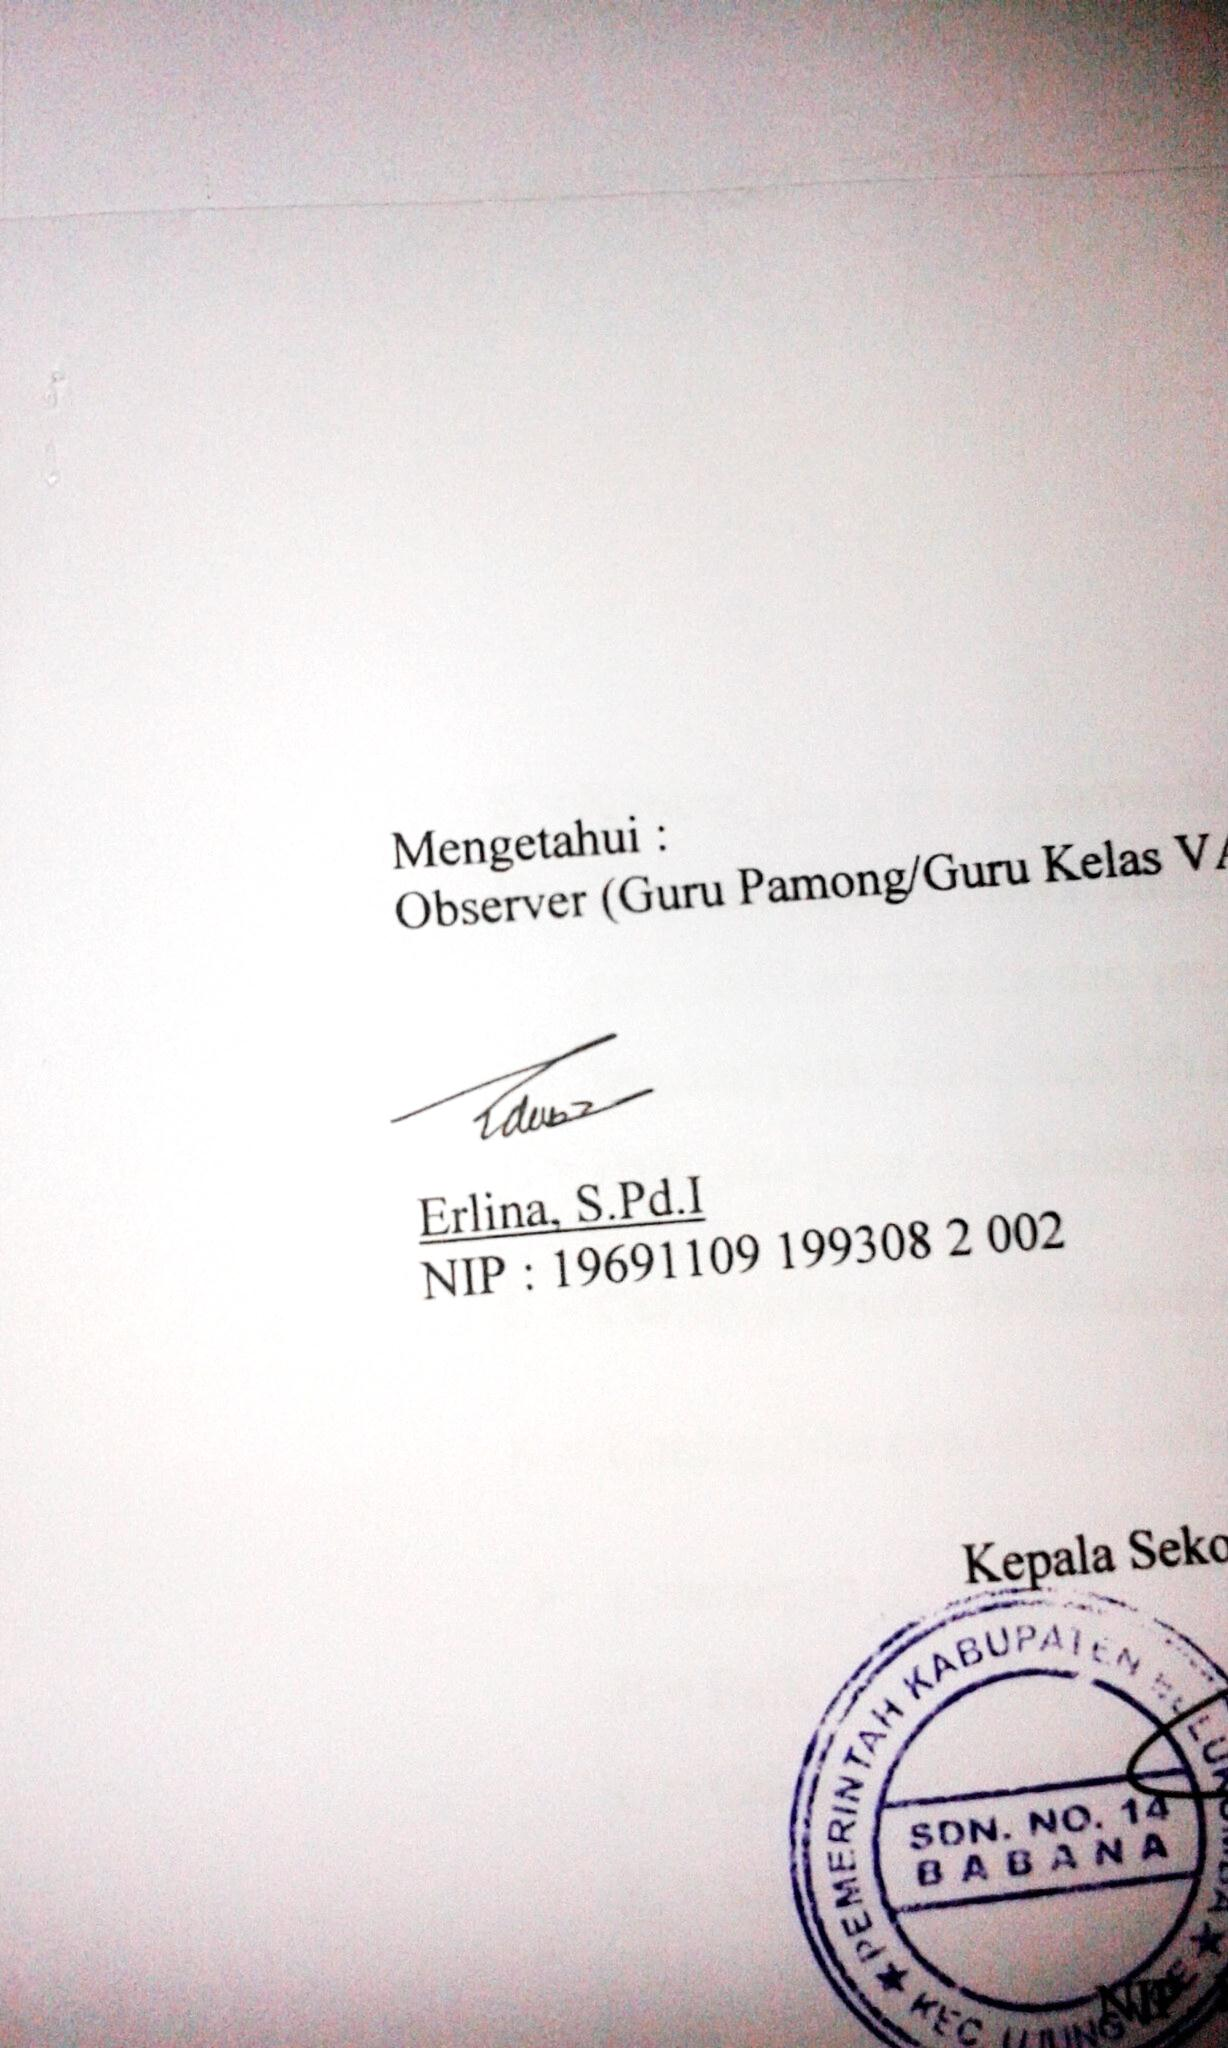 Mengetahui :
Observer (Guru Pamong/Guru Kelas V A
Erlina, S.Pd.I
NIP : 19691109 199308 2 002
Kepala Seko
PEMERINTAH KABUPATEN
SDN. NO. 14
BABANA
KEC
NIP